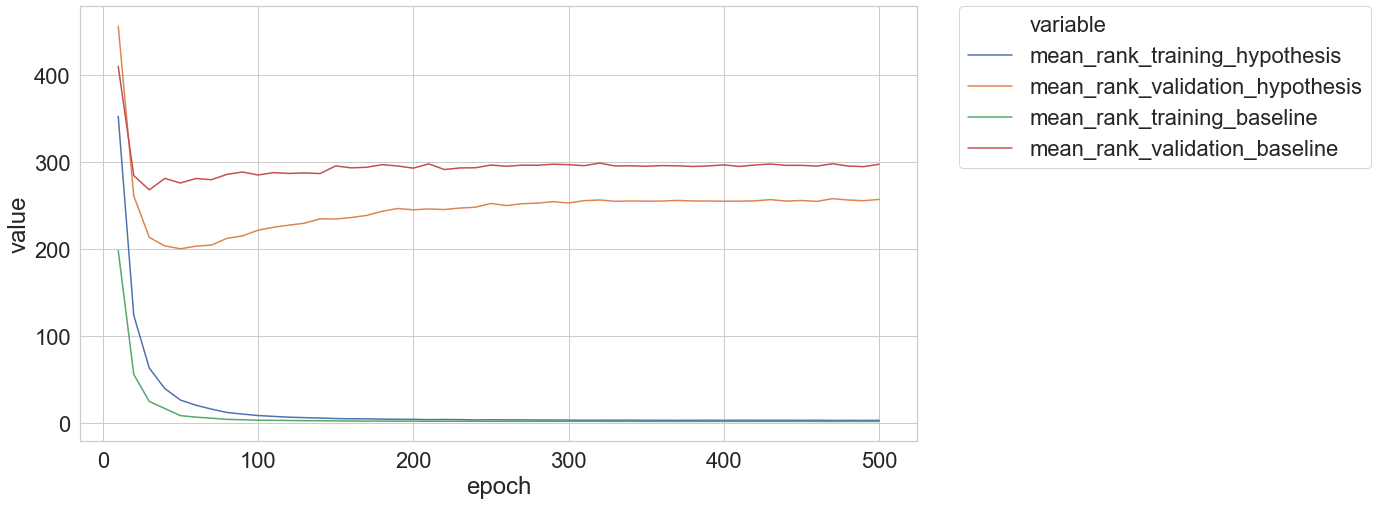 variable
mean_rank_training_hypothesis
mean_rank_validation_hypothesis
mean_rank_training_baseline
mean_rank_validation_baseline
value
400
300
200
100
0
0 100 200 300 400 500
epoch